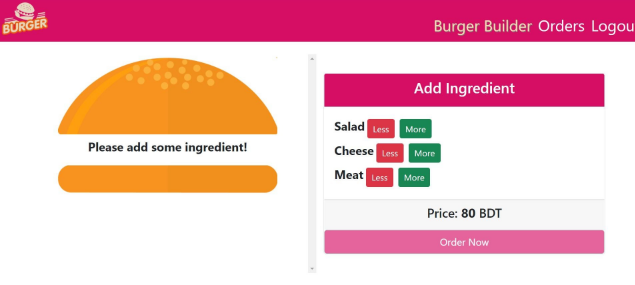 BURGER
Burger Builder Orders Logou
Please add some ingredient!
Add Ingredient
Salad Less More
Cheese Less More
Meat Less More
Price: 80 BDT
Order Now